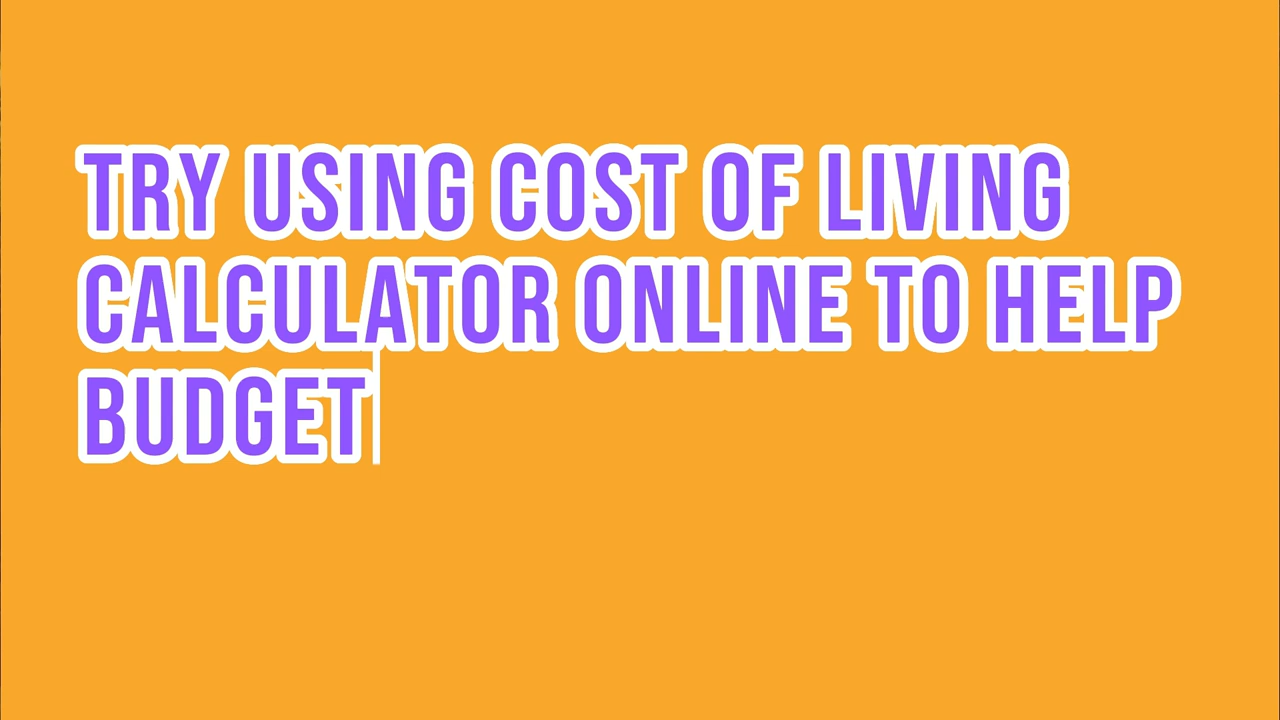 TRY USING COST OF LIVING
CALCULATOR ONLINE TO HELP
BUDGET